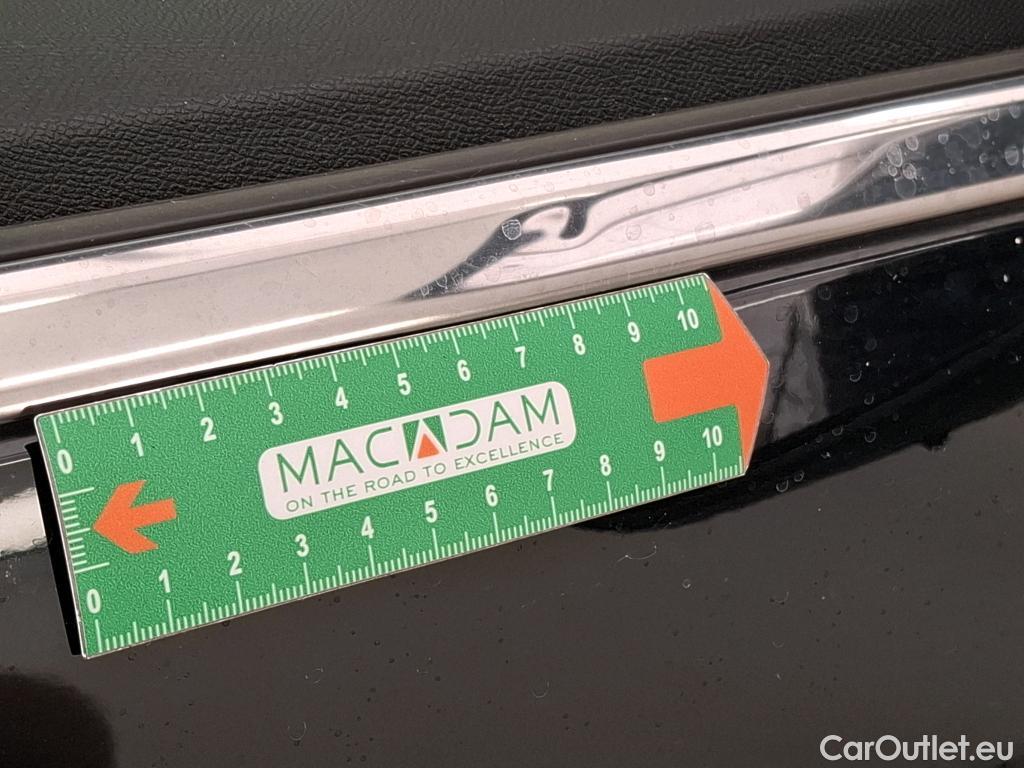 0 1 2 3 4 5 6 7 8 9 10
MACADAM
ON THE ROAD TO EXCELLENCE
0 1 2 3 4 5 6 7 8 9 10
CarOutlet.eu